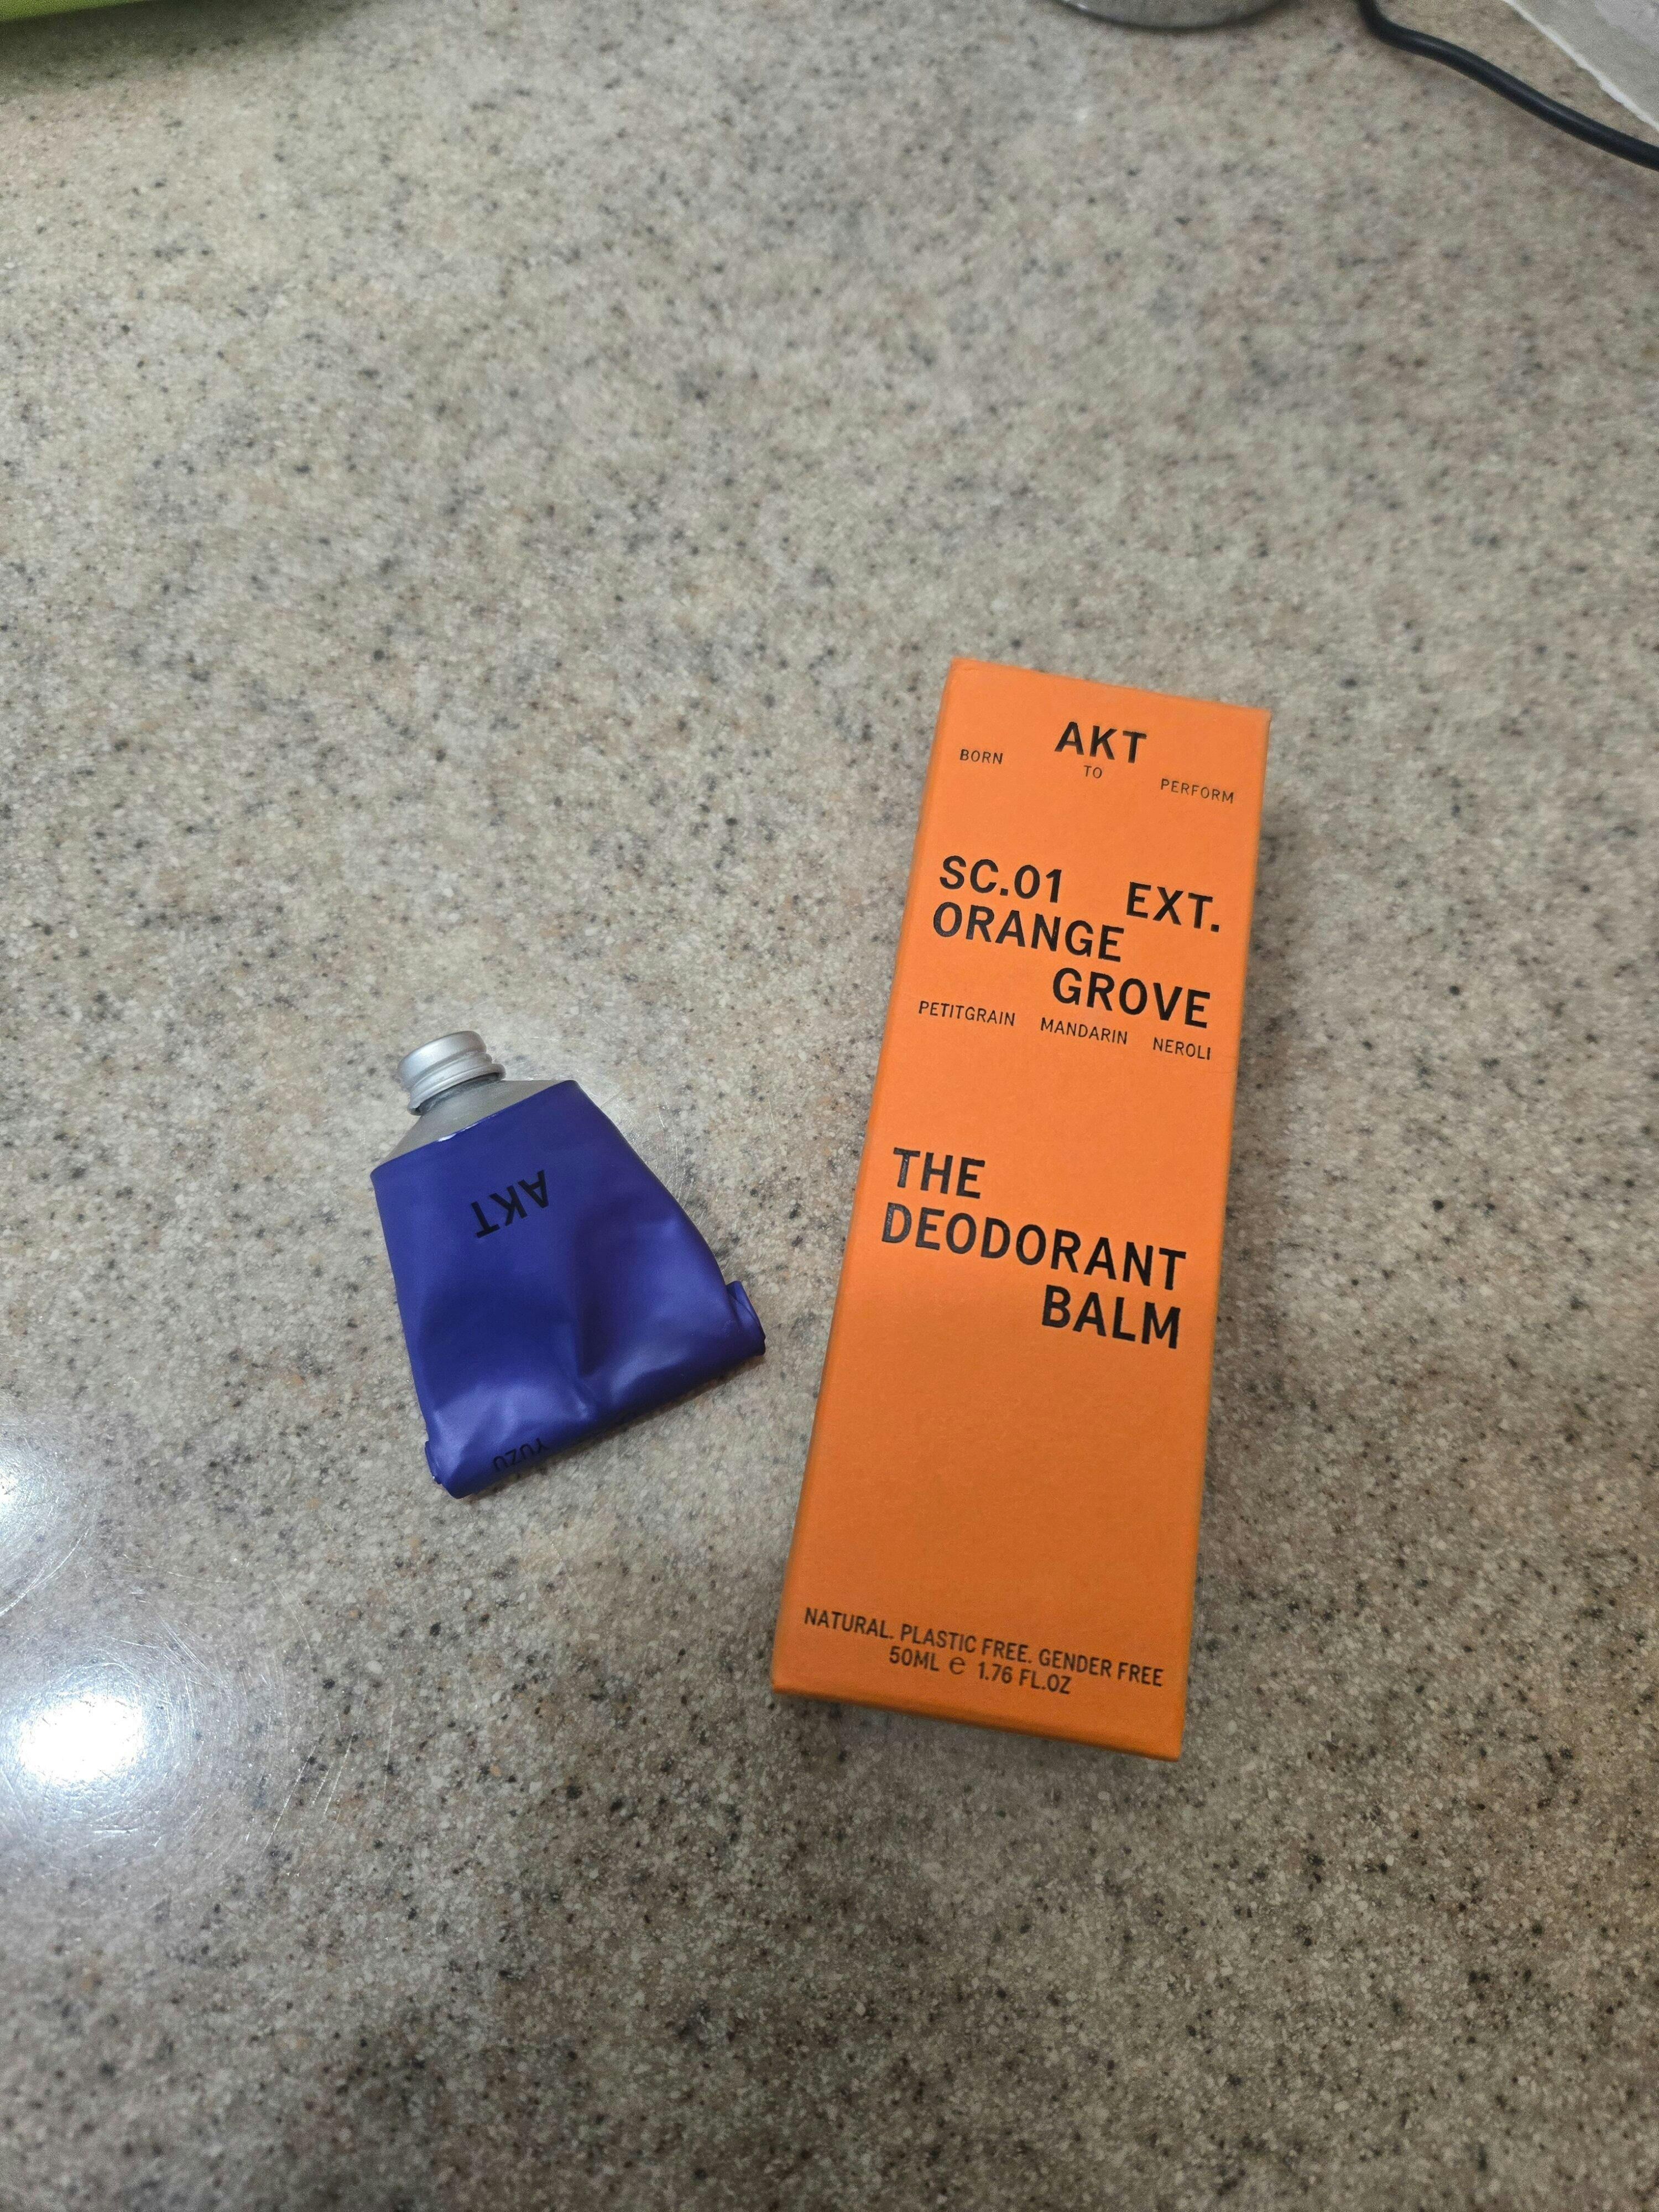 AKT
YUZU
AKT
BORN TO PERFORM
SC.01 EXT.
ORANGE
GROVE
PETITGRAIN MANDARIN NEROLI
THE
DEODORANT
BALM
NATURAL. PLASTIC FREE. GENDER FREE
50ML ℮ 1.76 FL.OZ